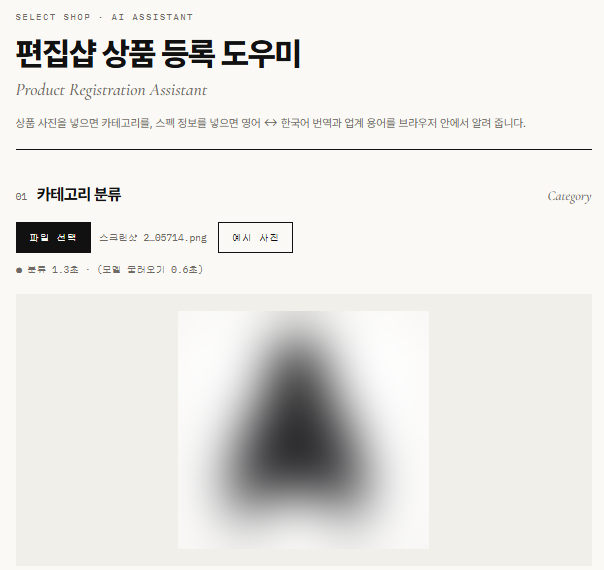 SELECT SHOP · AI ASSISTANT
편집샵 상품 등록 도우미
Product Registration Assistant
상품 사진을 넣으면 카테고리를, 스펙 정보를 넣으면 영어 ↔ 한국어 번역과 업계 용어를 브라우저 안에서 알려 줍니다.
01 카테고리 분류 Category
파일 선택 스크린샷 2_05714.png 예시 사진
● 분류 1.3초 · (모델 불러오기 0.6초)